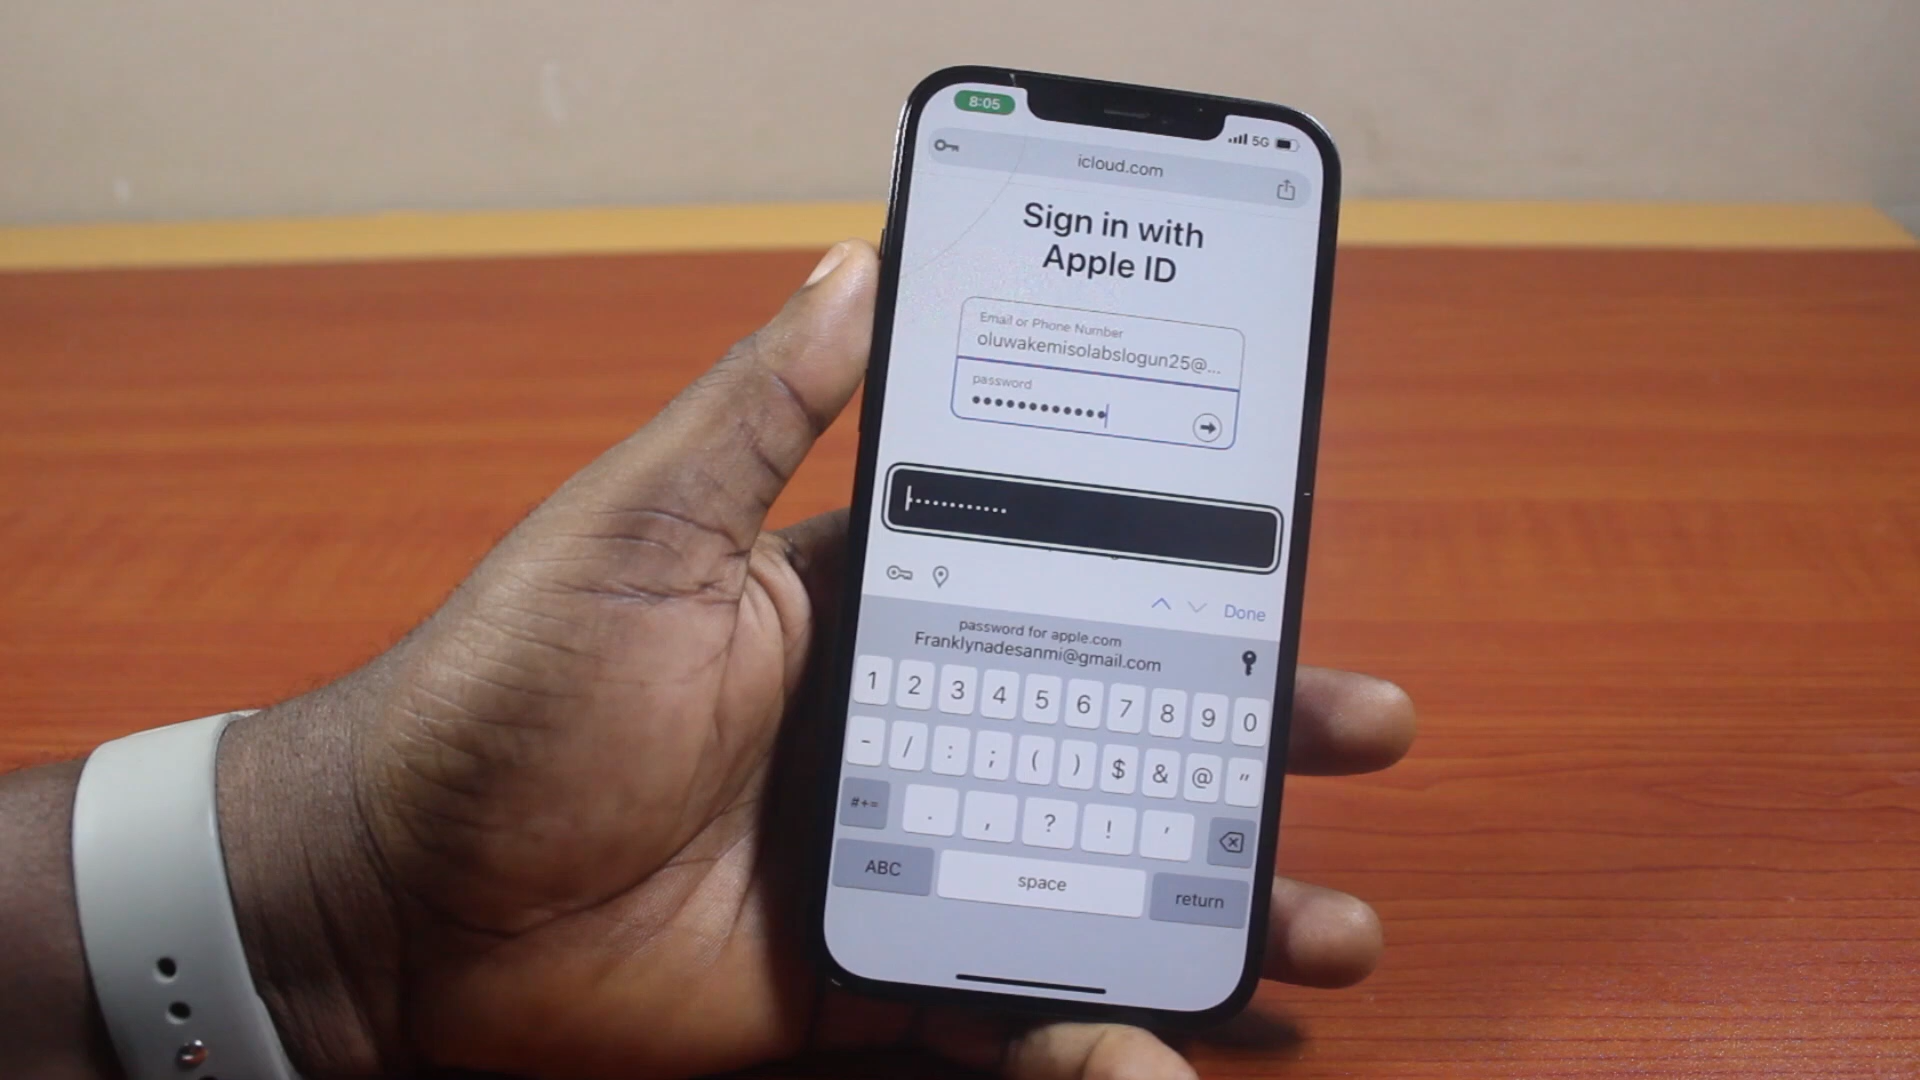 8:05
5G
icloud.com
Sign in with
Apple ID
Email or Phone Number
oluwakemisolabslogun25@...
password
••••••••••••
Done
password for apple.com
Franklynadesanmi@gmail.com
1 2 3 4 5 6 7 8 9 0
- / : ; ( ) $ & @ "
#+= . , ? ! '
ABC space return